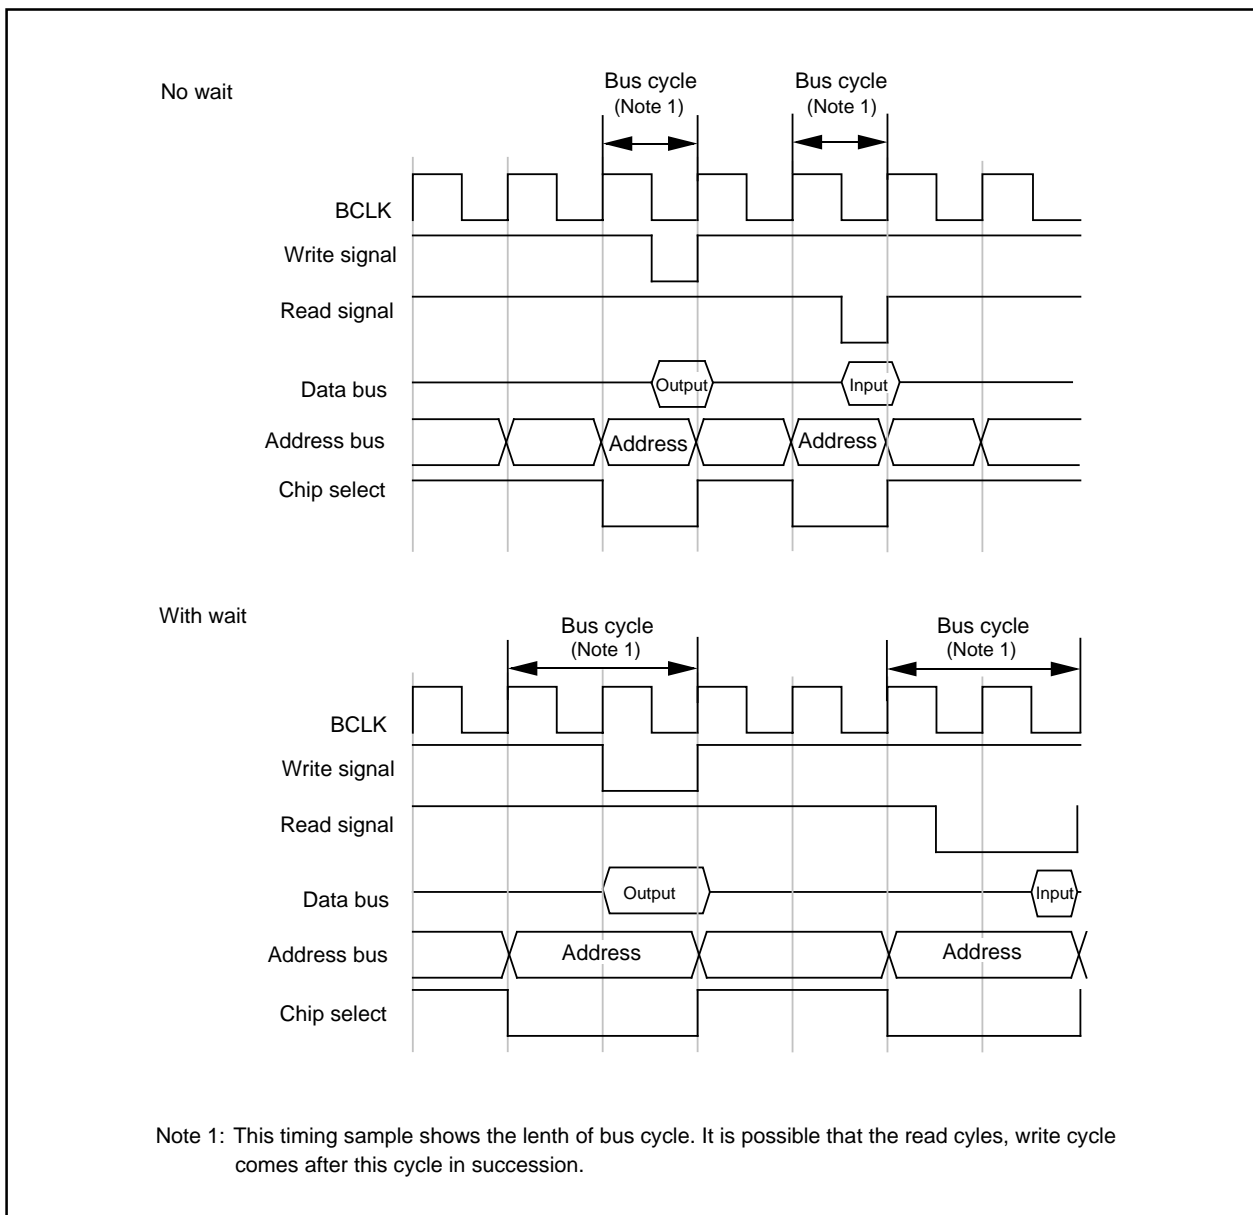 No wait
Bus cycle
(Note 1)
Bus cycle
(Note 1)
BCLK
Write signal
Read signal
Data bus
Output
Input
Address bus
Address
Address
Chip select
With wait
Bus cycle
(Note 1)
Bus cycle
(Note 1)
BCLK
Write signal
Read signal
Data bus
Output
Input
Address bus
Address
Address
Chip select
Note 1: This timing sample shows the lenth of bus cycle. It is possible that the read cyles, write cycle
comes after this cycle in succession.